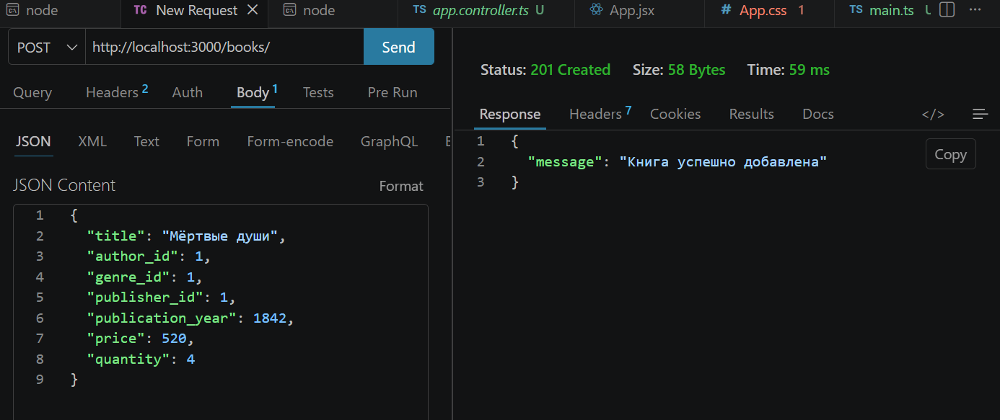 node
TC New Request
node
TS app.controller.ts U
App.jsx
# App.css 1
TS main.ts U
POST
http://localhost:3000/books/
Send
Query
Headers 2
Auth
Body 1
Tests
Pre Run
JSON
XML
Text
Form
Form-encode
GraphQL
JSON Content
Format
1 {
2 "title": "Мёртвые души",
3 "author_id": 1,
4 "genre_id": 1,
5 "publisher_id": 1,
6 "publication_year": 1842,
7 "price": 520,
8 "quantity": 4
9 }
Status: 201 Created
Size: 58 Bytes
Time: 59 ms
Response
Headers 7
Cookies
Results
Docs
</>
1 {
2 "message": "Книга успешно добавлена"
3 }
Copy